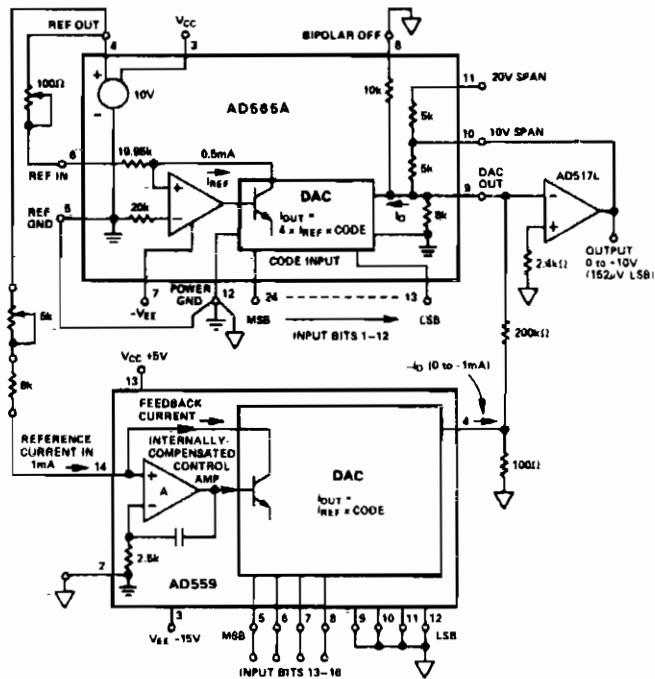 REF OUT
4
VCC
3
BIPOLAR OFF
8
100Ω
+
10V
-
AD565A
10k
5k
11
20V SPAN
10
10V SPAN
5k
6
REF IN
19.95k
0.5mA
IREF
DAC
IOUT =
4 × IREF × CODE
IO
8k
9
DAC
OUT
AD517L
-
+
OUTPUT
0 to +10V
(152µV LSB)
2.4kΩ
5
REF
GND
20k
+
-
CODE INPUT
7
-VEE
POWER
GND
12
24
MSB
13
LSB
INPUT BITS 1-12
200kΩ
5k
8k
VCC +5V
13
-IO (0 to -1mA)
4
100Ω
REFERENCE
CURRENT IN
1mA
14
FEEDBACK
CURRENT
INTERNALLY-
COMPENSATED
CONTROL
AMP
+
A
-
DAC
IOUT =
IREF × CODE
2.5k
2
AD559
3
VEE -15V
MSB
5
6
7
8
9
10
11
12
LSB
INPUT BITS 13-16